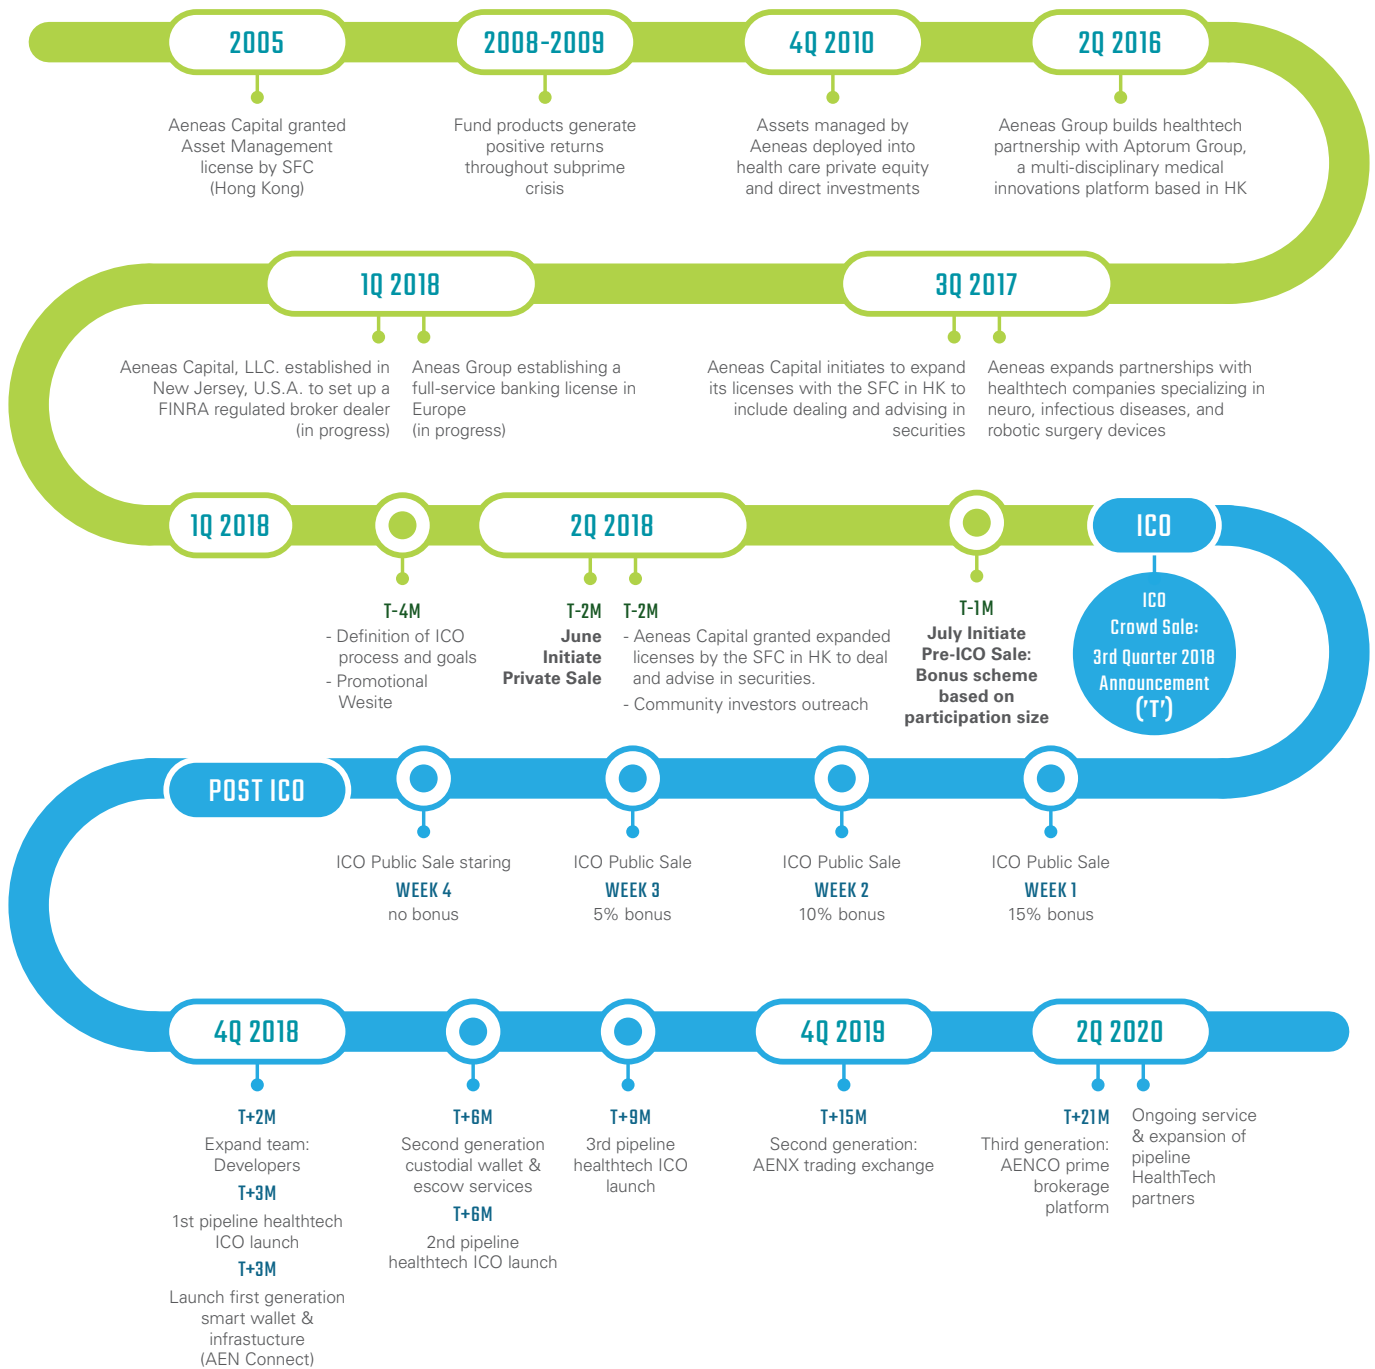 2005
Aeneas Capital granted
Asset Management
license by SFC
(Hong Kong)
2008-2009
Fund products generate
positive returns
throughout subprime
crisis
4Q 2010
Assets managed by
Aeneas deployed into
health care private equity
and direct investments
2Q 2016
Aeneas Group builds healthtech
partnership with Aptorum Group,
a multi-disciplinary medical
innovations platform based in HK
3Q 2017
Aeneas Capital initiates to expand
its licenses with the SFC in HK to
include dealing and advising in
securities
Aeneas expands partnerships with
healthtech companies specializing in
neuro, infectious diseases, and
robotic surgery devices
1Q 2018
Aeneas Capital, LLC. established in
New Jersey, U.S.A. to set up a
FINRA regulated broker dealer
(in progress)
Aneas Group establishing a
full-service banking license in
Europe
(in progress)
1Q 2018
T-4M
- Definition of ICO
process and goals
- Promotional
Wesite
2Q 2018
T-2M
June
Initiate
Private Sale
T-2M
- Aeneas Capital granted expanded
licenses by the SFC in HK to deal
and advise in securities.
- Community investors outreach
T-1M
July Initiate
Pre-ICO Sale:
Bonus scheme
based on
participation size
ICO
ICO
Crowd Sale:
3rd Quarter 2018
Announcement
('T')
ICO Public Sale
WEEK 1
15% bonus
ICO Public Sale
WEEK 2
10% bonus
ICO Public Sale
WEEK 3
5% bonus
ICO Public Sale staring
WEEK 4
no bonus
POST ICO
4Q 2018
T+2M
Expand team:
Developers
T+3M
1st pipeline healthtech
ICO launch
T+3M
Launch first generation
smart wallet &
infrastucture
(AEN Connect)
T+6M
Second generation
custodial wallet &
escow services
T+6M
2nd pipeline
healthtech ICO launch
T+9M
3rd pipeline
healthtech ICO
launch
4Q 2019
T+15M
Second generation:
AENX trading exchange
2Q 2020
T+21M
Third generation:
AENCO prime
brokerage
platform
Ongoing service
& expansion of
pipeline
HealthTech
partners